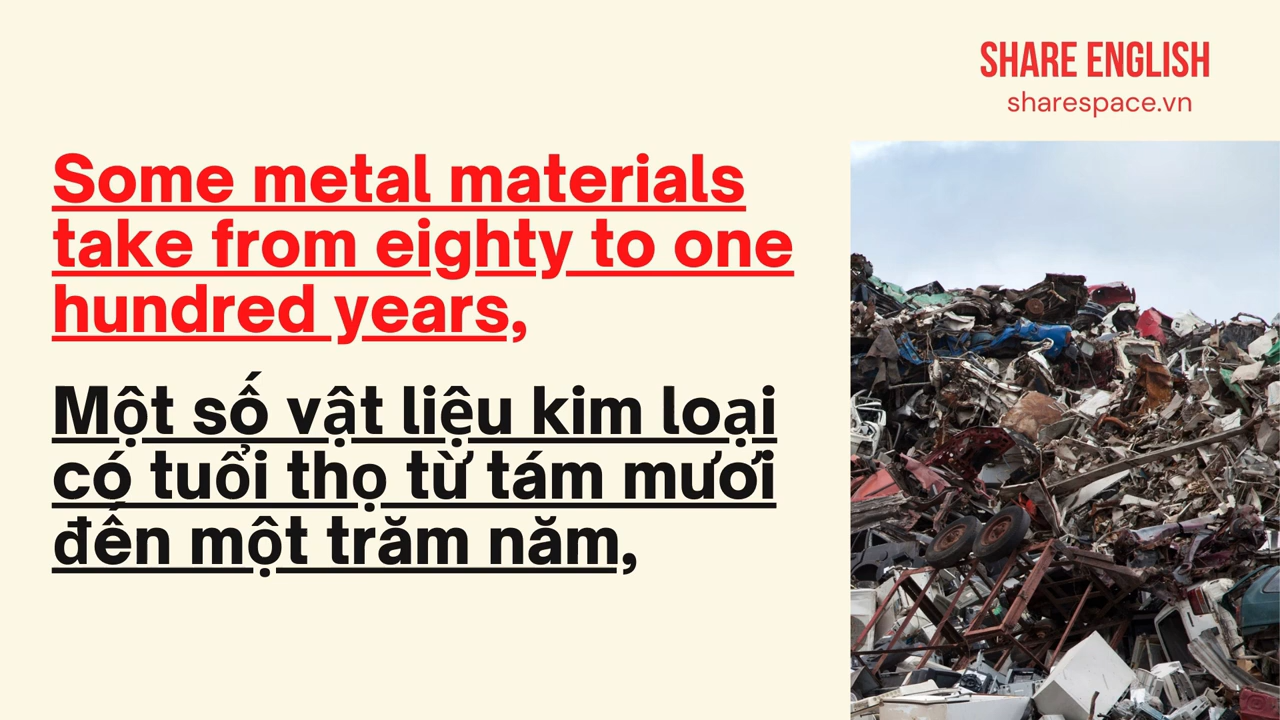 SHARE ENGLISH
sharespace.vn
Some metal materials
take from eighty to one
hundred years,
Một số vật liệu kim loại
có tuổi thọ từ tám mươi
đến một trăm năm,